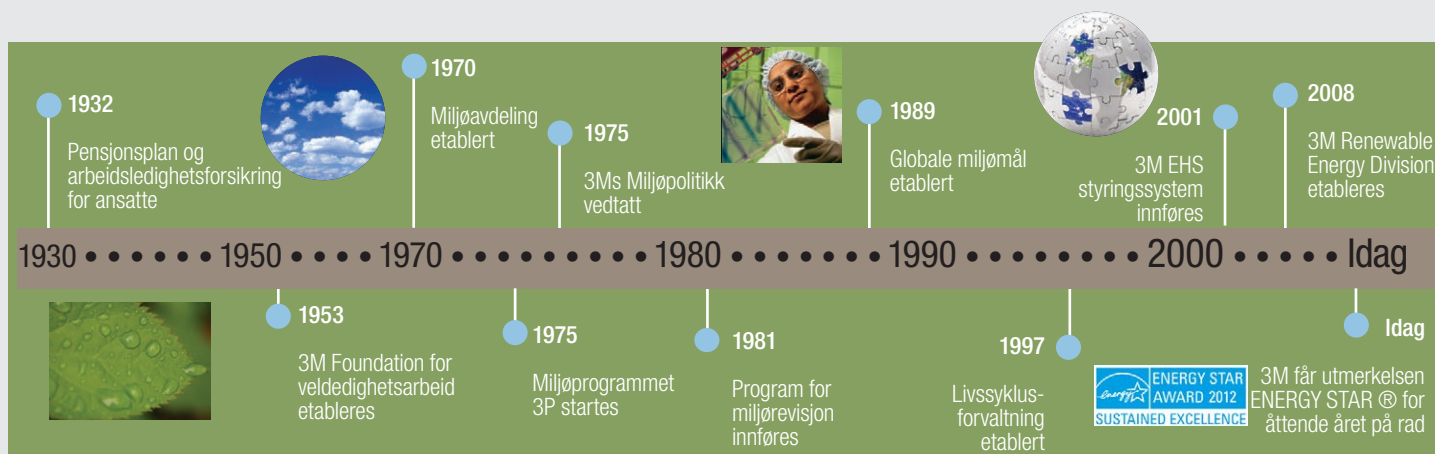 1932
Pensjonsplan og
arbeidsledighetsforsikring
for ansatte
1970
Miljøavdeling
etablert
1975
3Ms Miljøpolitikk
vedtatt
1989
Globale miljømål
etablert
2001
3M EHS
styringssystem
innføres
2008
3M Renewable
Energy Division
etableres
1930 • • • • • • 1950 • • • • 1970 • • • • • • • • • 1980 • • • • • • • 1990 • • • • • • • • 2000 • • • • • Idag
1953
3M Foundation for
veldedighetsarbeid
etableres
1975
Miljøprogrammet
3P startes
1981
Program for
miljørevisjon
innføres
1997
Livssyklus-
forvaltning
etablert
energy
ENERGY STAR
AWARD 2012
SUSTAINED EXCELLENCE
Idag
3M får utmerkelsen
ENERGY STAR ® for
åttende året på rad